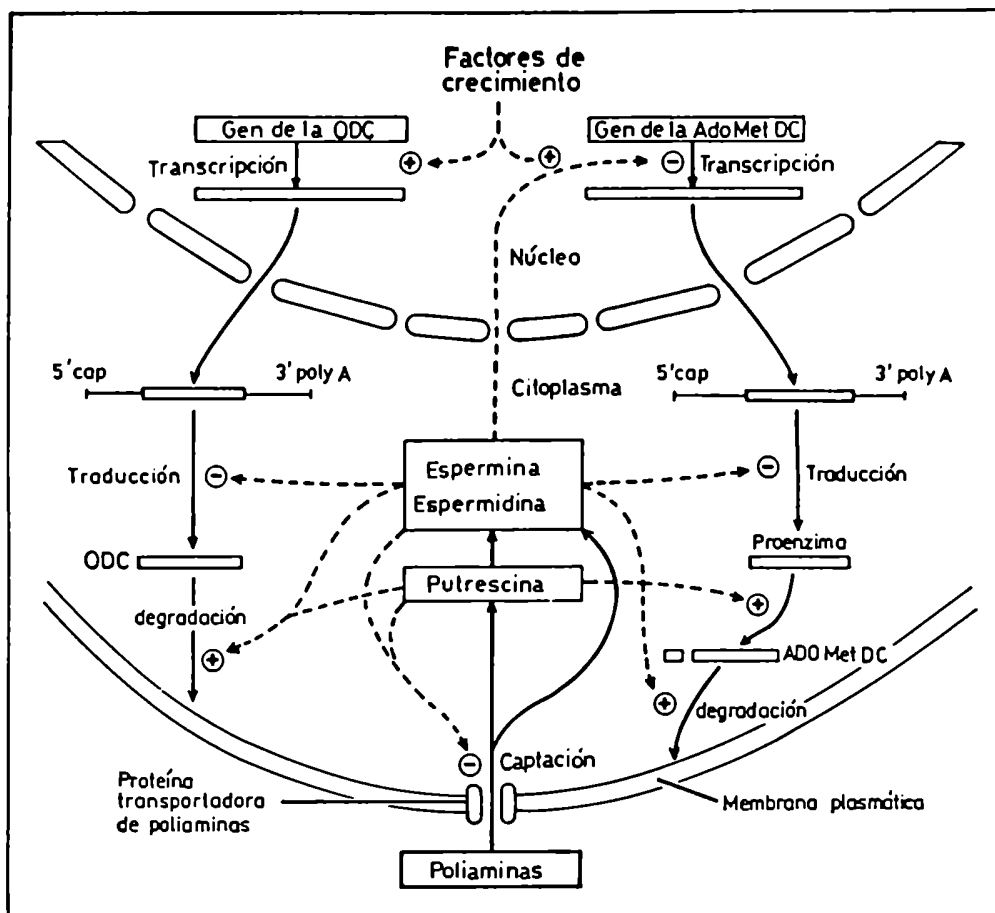 Factores de
crecimiento
Gen de la ODC
Gen de la AdoMet DC
Transcripción
+
+
−
Transcripción
Núcleo
5'cap
3'poly A
Citoplasma
5'cap
3'poly A
Espermina
Espermidina
Traducción
−
−
Traducción
ODC
Proenzima
Putrescina
degradación
+
+
ADO Met DC
+
degradación
−
Captación
Proteína
transportadora
de poliaminas
Membrana plasmática
Poliaminas